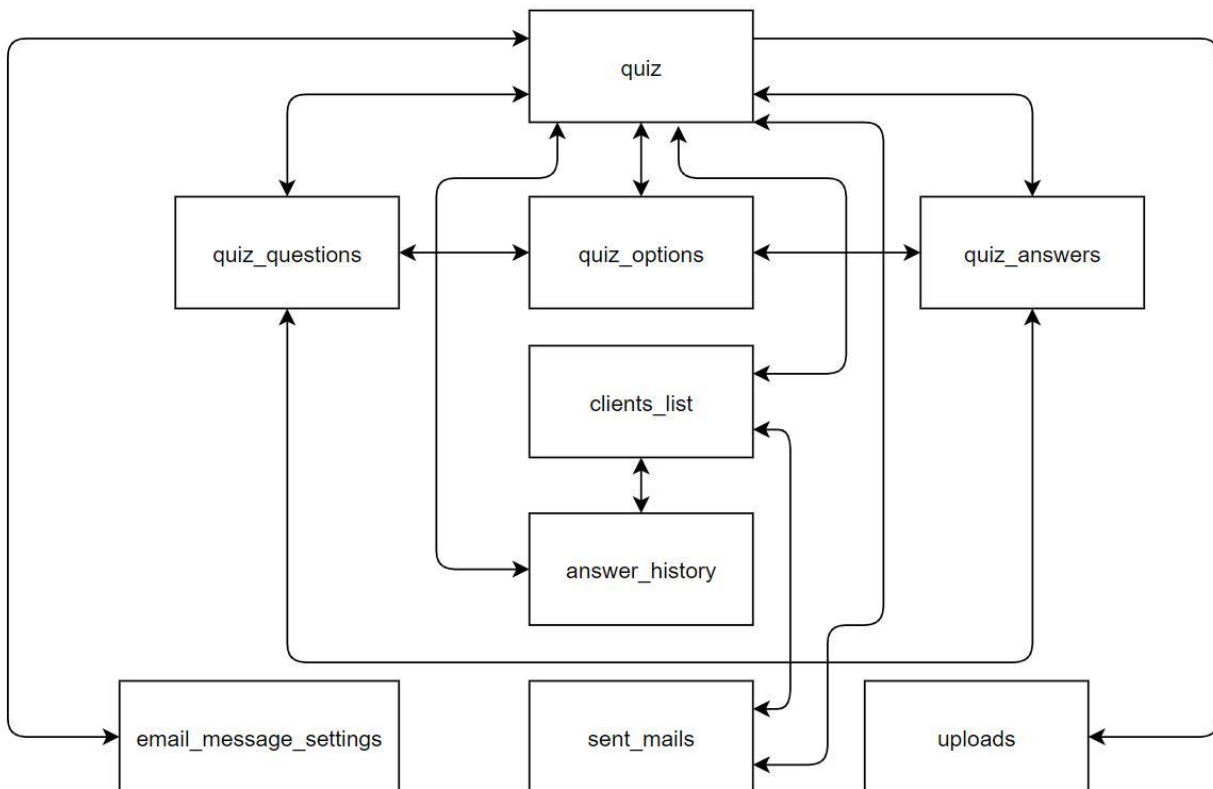 quiz
quiz_questions
quiz_options
quiz_answers
clients_list
answer_history
email_message_settings
sent_mails
uploads